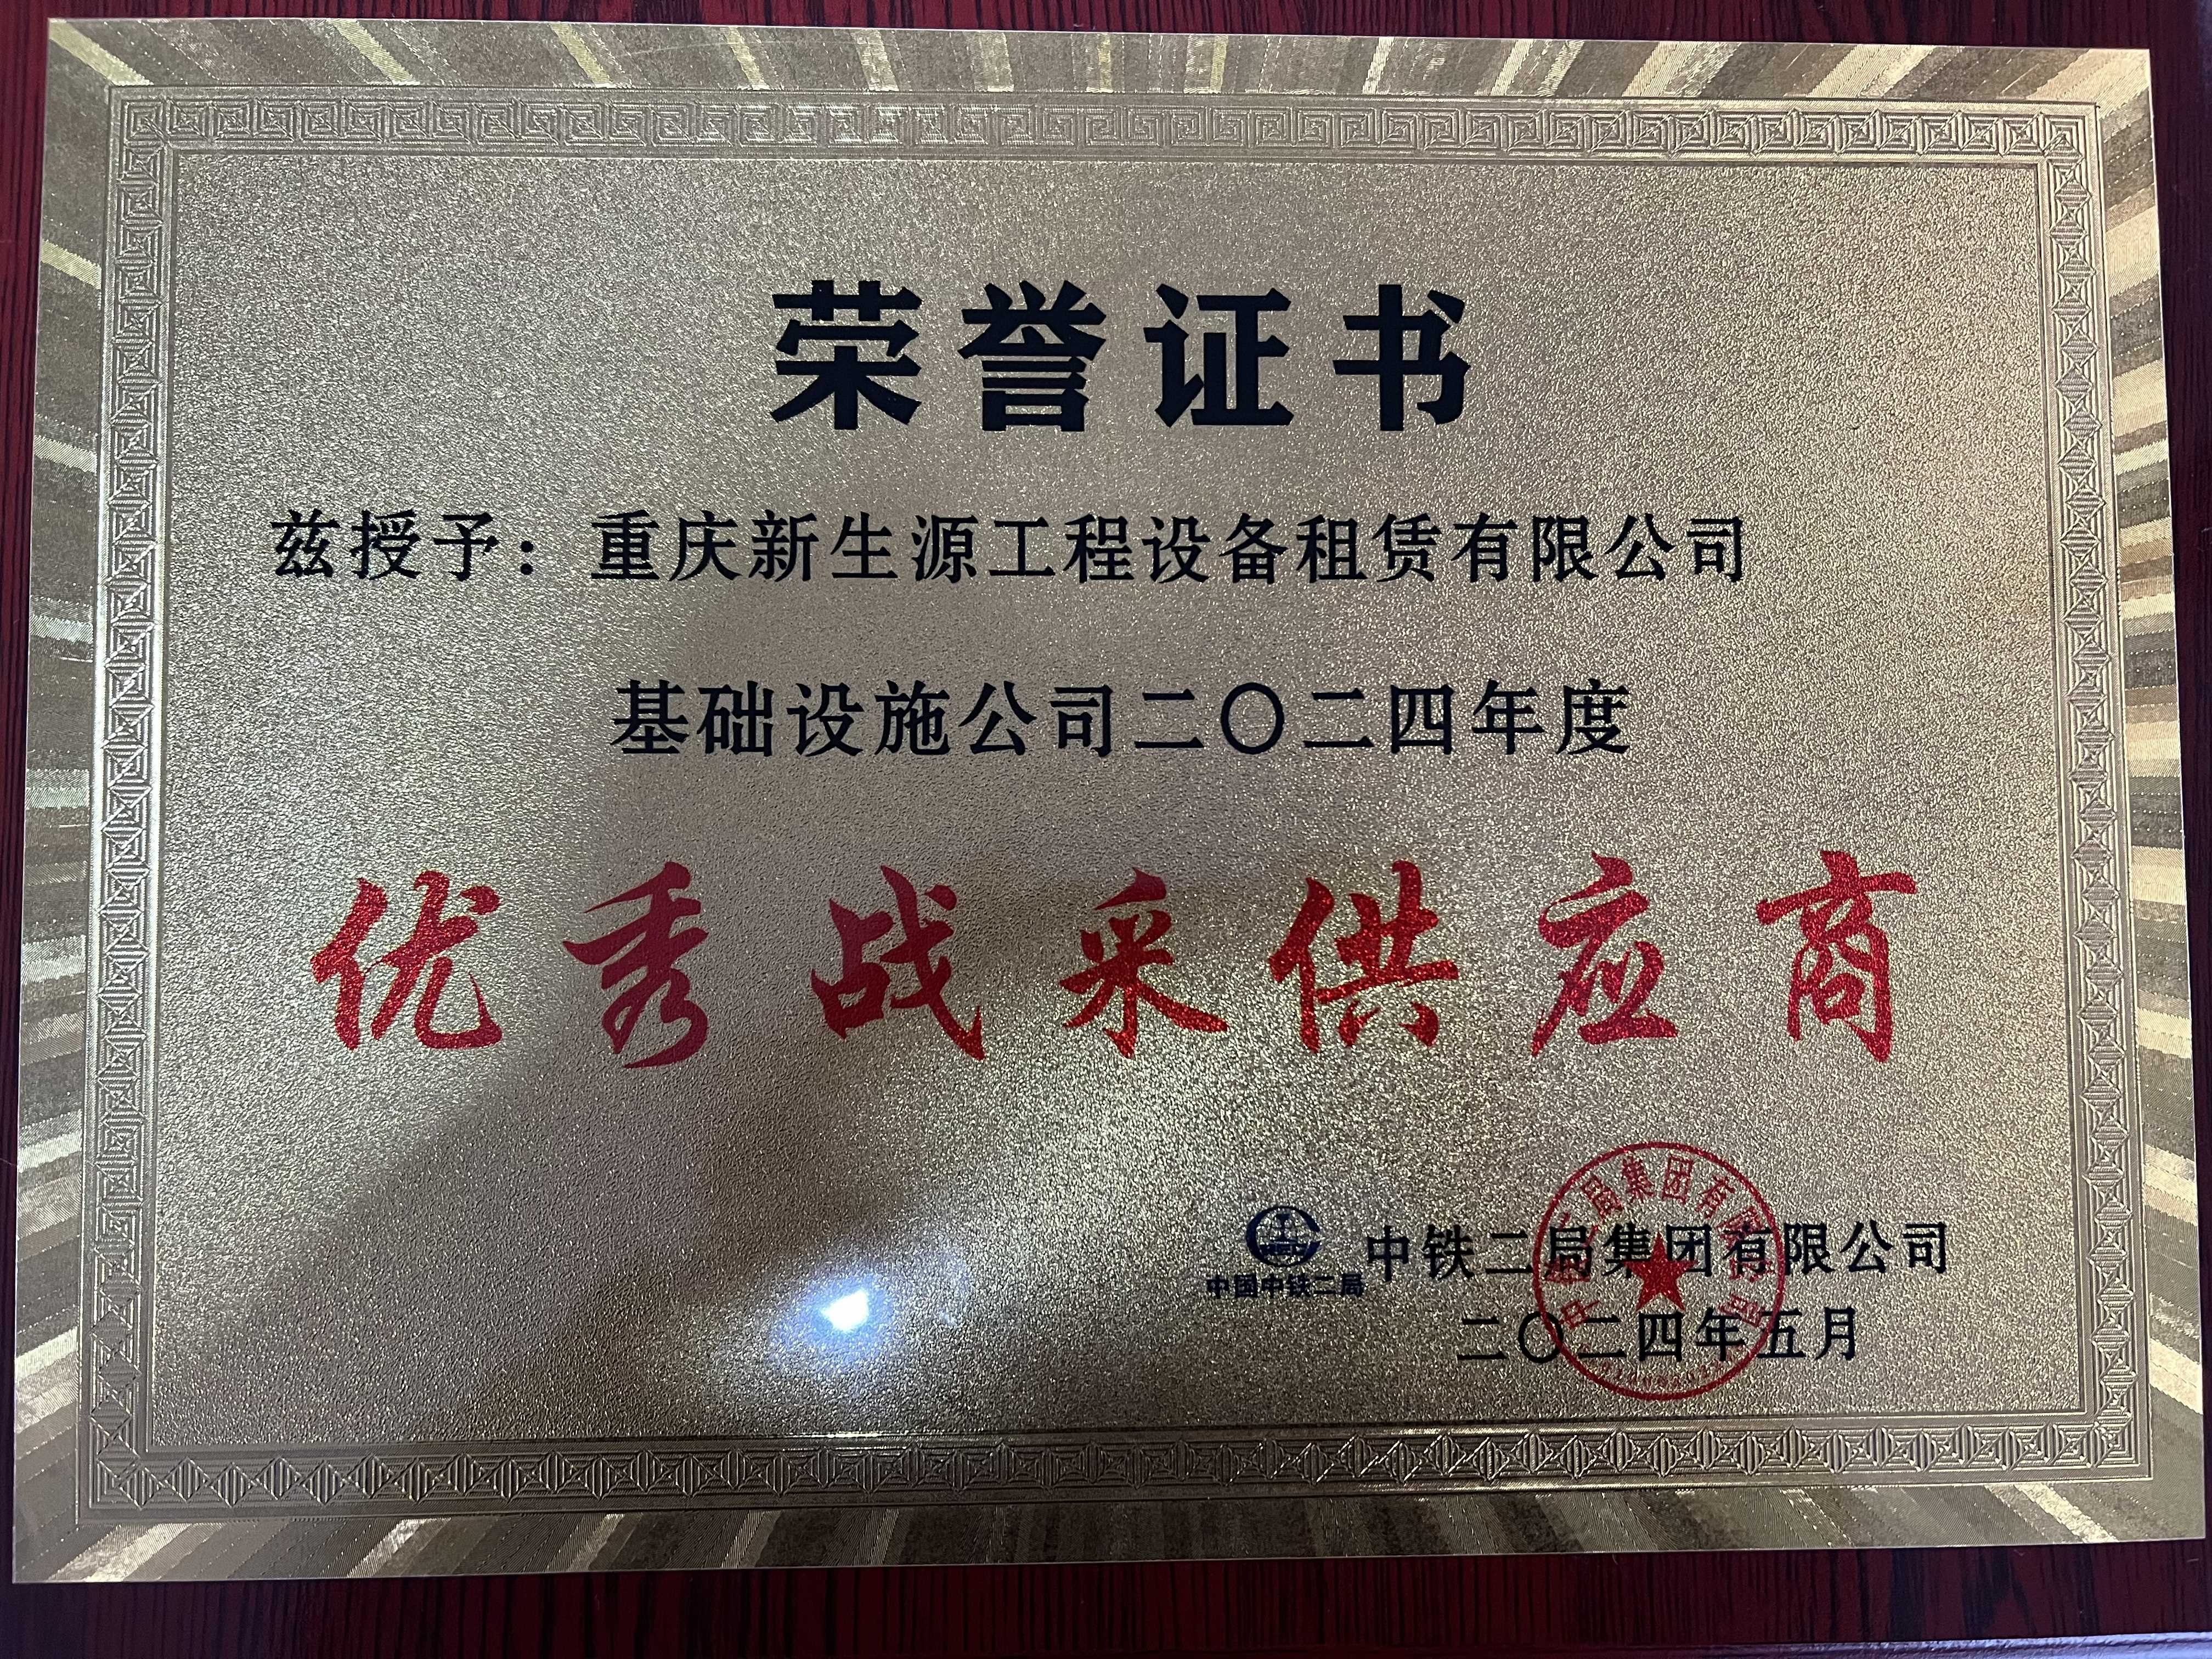 荣誉证书
兹授予：重庆新生源工程设备租赁有限公司
基础设施公司二〇二四年度
优秀战采供应商
中国中铁二局
中铁二局集团有限公司
二〇二四年五月